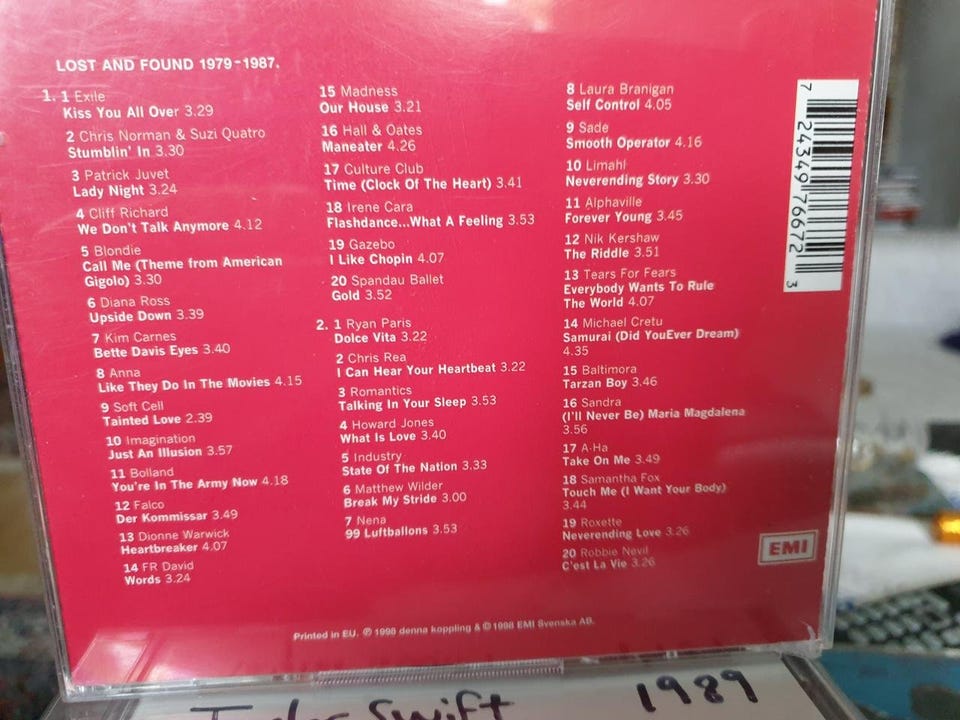 LOST AND FOUND 1979-1987.
1. 1 Exile
Kiss You All Over 3.29
2 Chris Norman & Suzi Quatro
Stumblin' In 3.30
3 Patrick Juvet
Lady Night 3.24
4 Cliff Richard
We Don't Talk Anymore 4.12
5 Blondie
Call Me (Theme from American
Gigolo) 3.30
6 Diana Ross
Upside Down 3.39
7 Kim Carnes
Bette Davis Eyes 3.40
8 Anna
Like They Do In The Movies 4.15
9 Soft Cell
Tainted Love 2.39
10 Imagination
Just An Illusion 3.57
11 Bolland
You're In The Army Now 4.18
12 Falco
Der Kommissar 3.49
13 Dionne Warwick
Heartbreaker 4.07
14 FR David
Words 3.24
15 Madness
Our House 3.21
16 Hall & Oates
Maneater 4.26
17 Culture Club
Time (Clock Of The Heart) 3.41
18 Irene Cara
Flashdance...What A Feeling 3.53
19 Gazebo
I Like Chopin 4.07
20 Spandau Ballet
Gold 3.52
2. 1 Ryan Paris
Dolce Vita 3.22
2 Chris Rea
I Can Hear Your Heartbeat 3.22
3 Romantics
Talking In Your Sleep 3.53
4 Howard Jones
What Is Love 3.40
5 Industry
State Of The Nation 3.33
6 Matthew Wilder
Break My Stride 3.00
7 Nena
99 Luftballons 3.53
8 Laura Branigan
Self Control 4.05
9 Sade
Smooth Operator 4.16
10 Limahl
Neverending Story 3.30
11 Alphaville
Forever Young 3.45
12 Nik Kershaw
The Riddle 3.51
13 Tears For Fears
Everybody Wants To Rule
The World 4.07
14 Michael Cretu
Samurai (Did YouEver Dream)
4.35
15 Baltimora
Tarzan Boy 3.46
16 Sandra
(I'll Never Be) Maria Magdalena
3.56
17 A-Ha
Take On Me 3.49
18 Samantha Fox
Touch Me (I Want Your Body)
3.44
19 Roxette
Neverending Love 3.26
20 Robbie Nevil
C'est La Vie 3.26
7 24349 76672 3
EMI
Printed in EU. ℗ 1998 denna koppling & © 1998 EMI Svenska AB.
Swift 1989